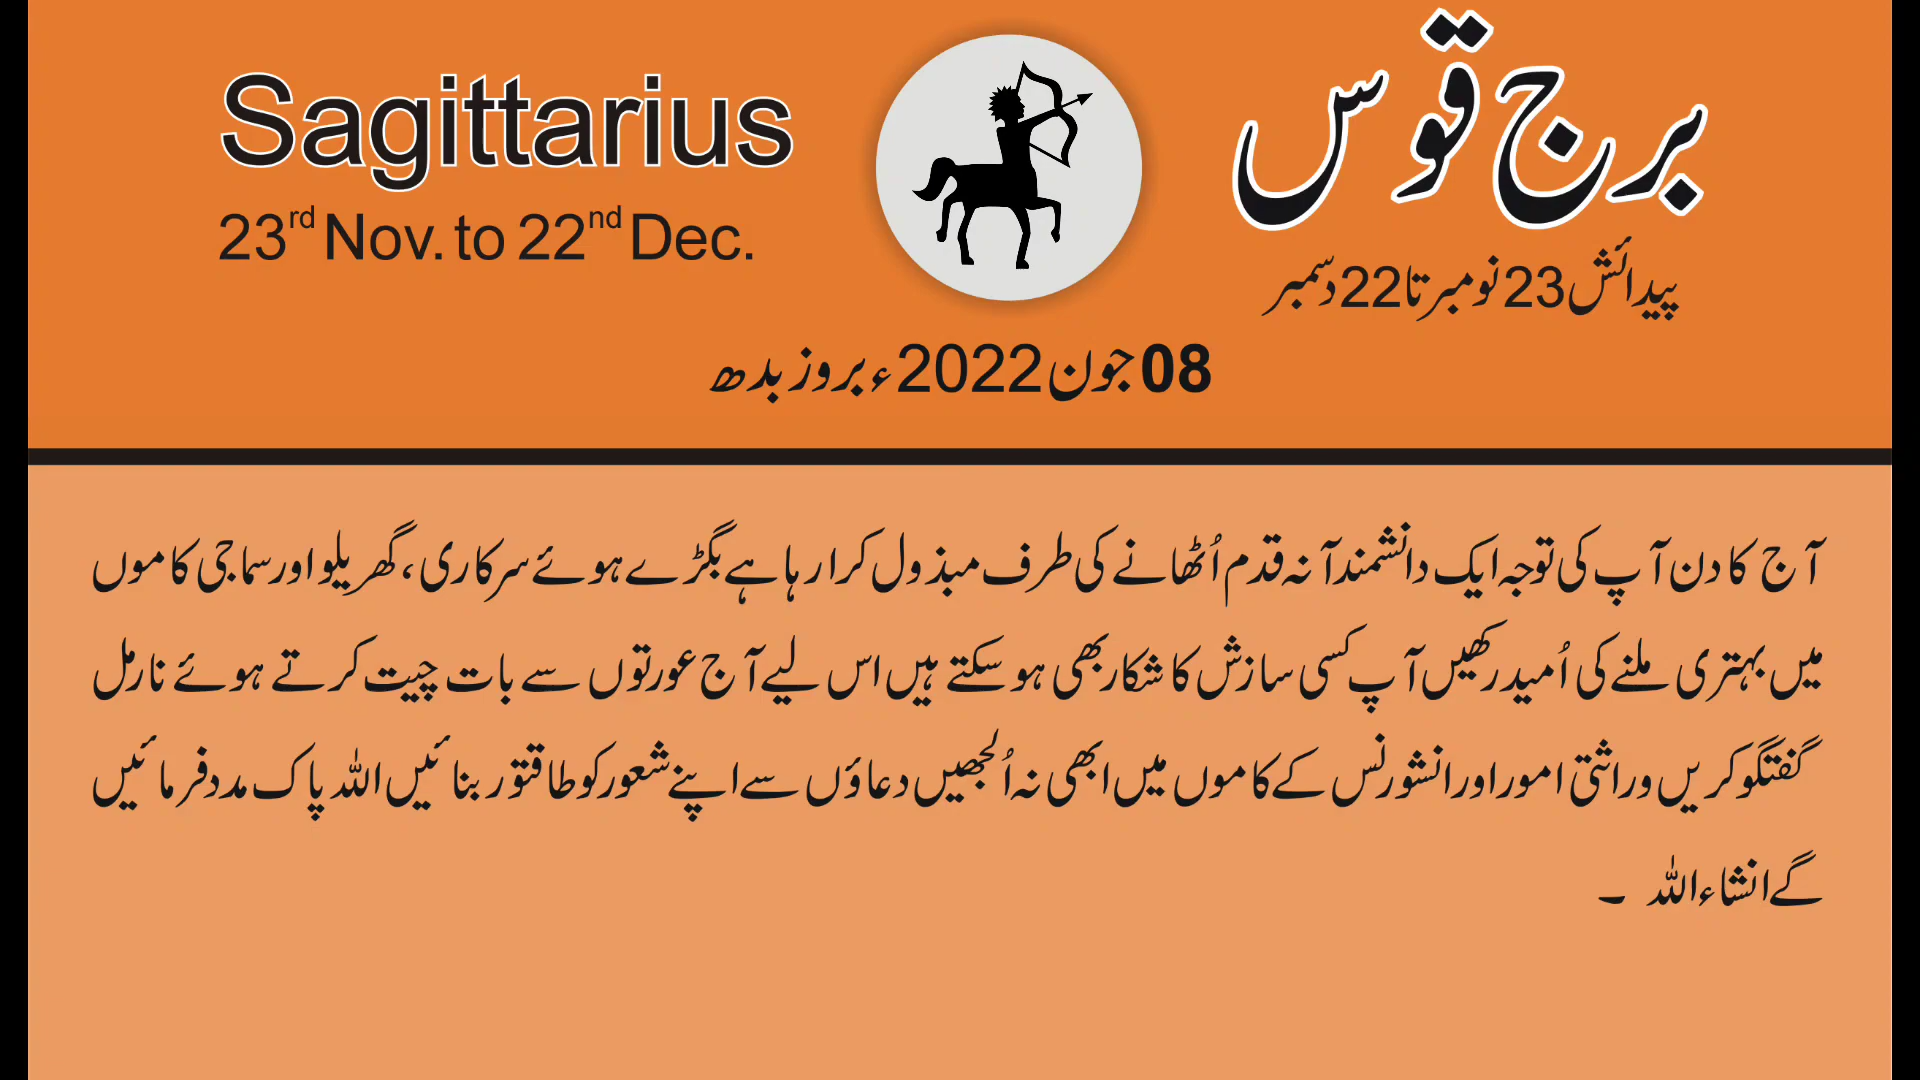 Sagittarius
برج قوس
23rd Nov. to 22nd Dec.
پیدائش 23 نومبر تا 22 دسمبر
08 جون 2022ء بروز بدھ
آج کا دن آپ کی توجہ ایک دانشمندآنہ قدم اُٹھانے کی طرف مبذول کرا رہا ہے بگڑے ہوئے سرکاری، گھریلو اور سماجی کاموں
میں بہتری ملنے کی اُمید رکھیں آپ کسی سازش کا شکار بھی ہو سکتے ہیں اس لیے آج عورتوں سے بات چیت کرتے ہوئے نارمل
گفتگو کریں وراثتی امور اور انشورنس کے کاموں میں ابھی نہ اُلجھیں دعاؤں سے اپنے شعور کو طاقتور بنائیں اللہ پاک مدد فرمائیں
گے انشاء اللہ ۔